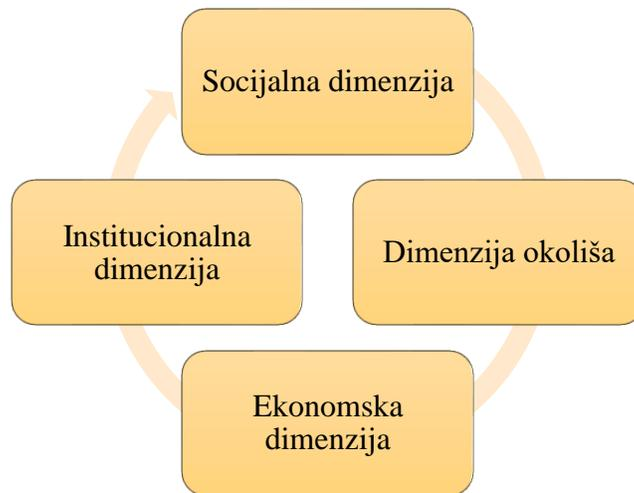 Socijalna dimenzija
Institucionalna
dimenzija
Dimenzija okoliša
Ekonomska
dimenzija